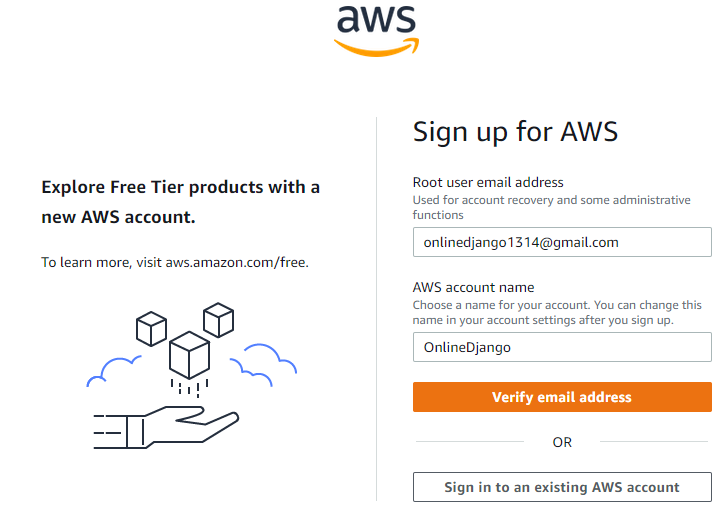 aws
Explore Free Tier products with a
new AWS account.
To learn more, visit aws.amazon.com/free.
Sign up for AWS
Root user email address
Used for account recovery and some administrative
functions
onlinedjango1314@gmail.com
AWS account name
Choose a name for your account. You can change this
name in your account settings after you sign up.
OnlineDjango
Verify email address
OR
Sign in to an existing AWS account